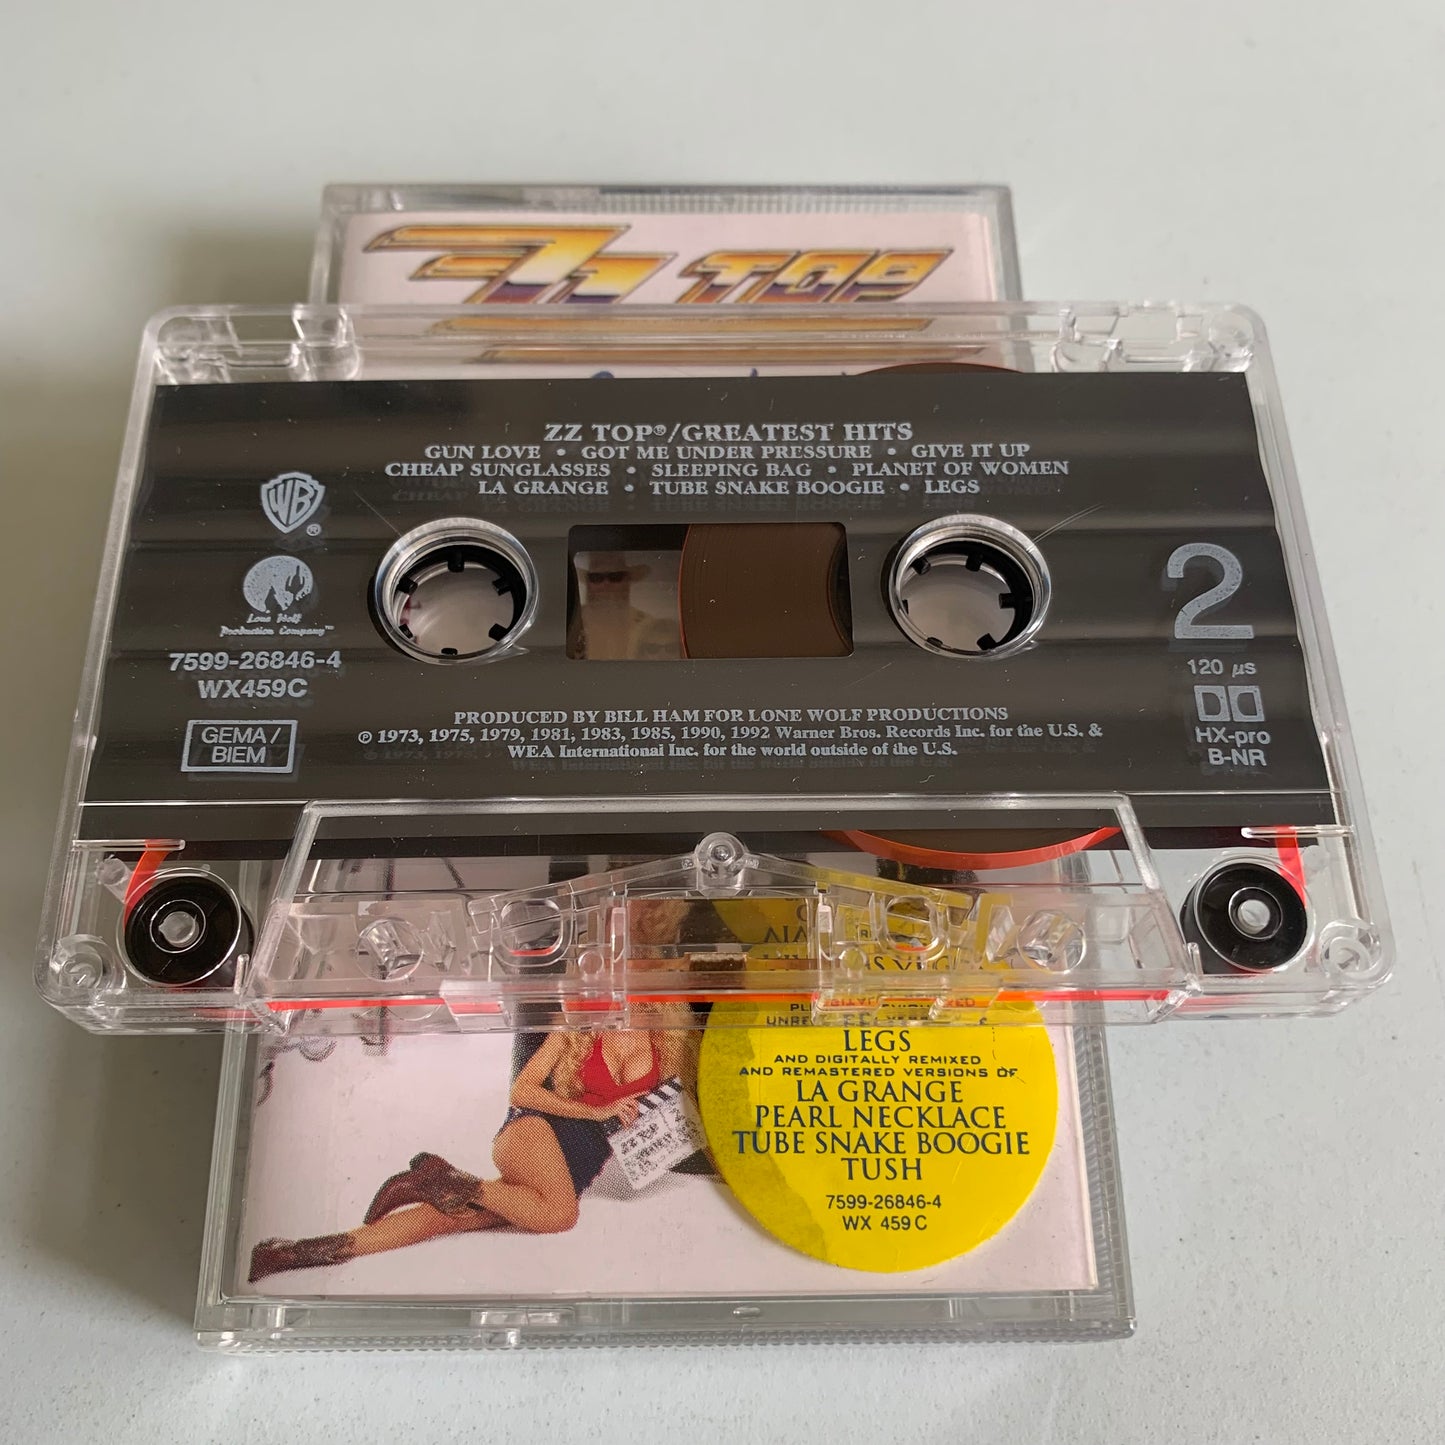 ZZ TOP
ZZ TOP®/GREATEST HITS
GUN LOVE • GOT ME UNDER PRESSURE • GIVE IT UP
CHEAP SUNGLASSES • SLEEPING BAG • PLANET OF WOMEN
LA GRANGE • TUBE SNAKE BOOGIE • LEGS
WB
®
Lone Wolf
Production Company™
7599-26846-4
WX459C
GEMA/
BIEM
2
120 µs
HX-pro
B-NR
PRODUCED BY BILL HAM FOR LONE WOLF PRODUCTIONS
℗ 1973, 1975, 1979, 1981, 1983, 1985, 1990, 1992 Warner Bros. Records Inc. for the U.S. &
WEA International Inc. for the world outside of the U.S.
LEGS
AND DIGITALLY REMIXED
AND REMASTERED VERSIONS OF
LA GRANGE
PEARL NECKLACE
TUBE SNAKE BOOGIE
TUSH
7599-26846-4
WX 459C
ZZ TOP